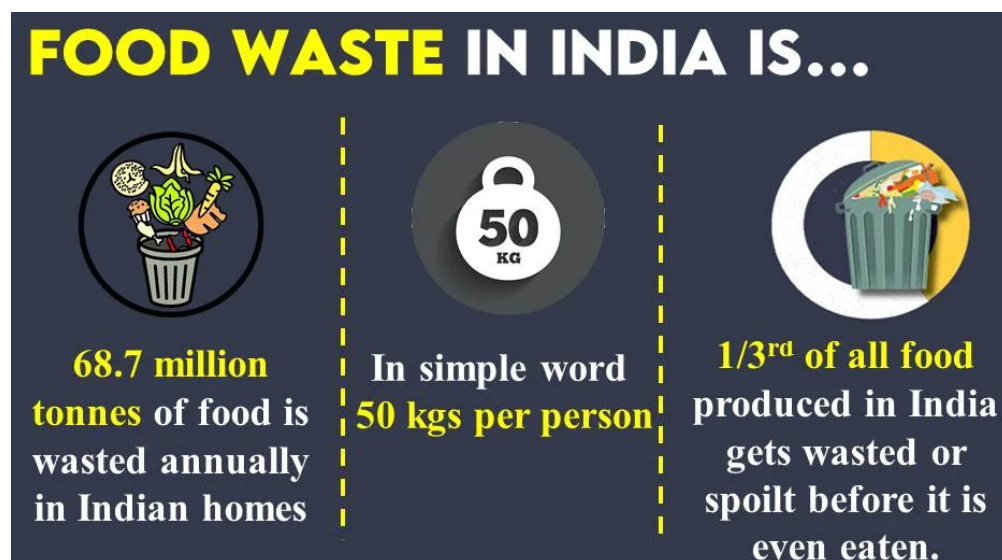 FOOD WASTE IN INDIA IS...
68.7 million
tonnes of food is
wasted annually
in Indian homes
50
KG
In simple word
50 kgs per person
1/3rd of all food
produced in India
gets wasted or
spoilt before it is
even eaten.